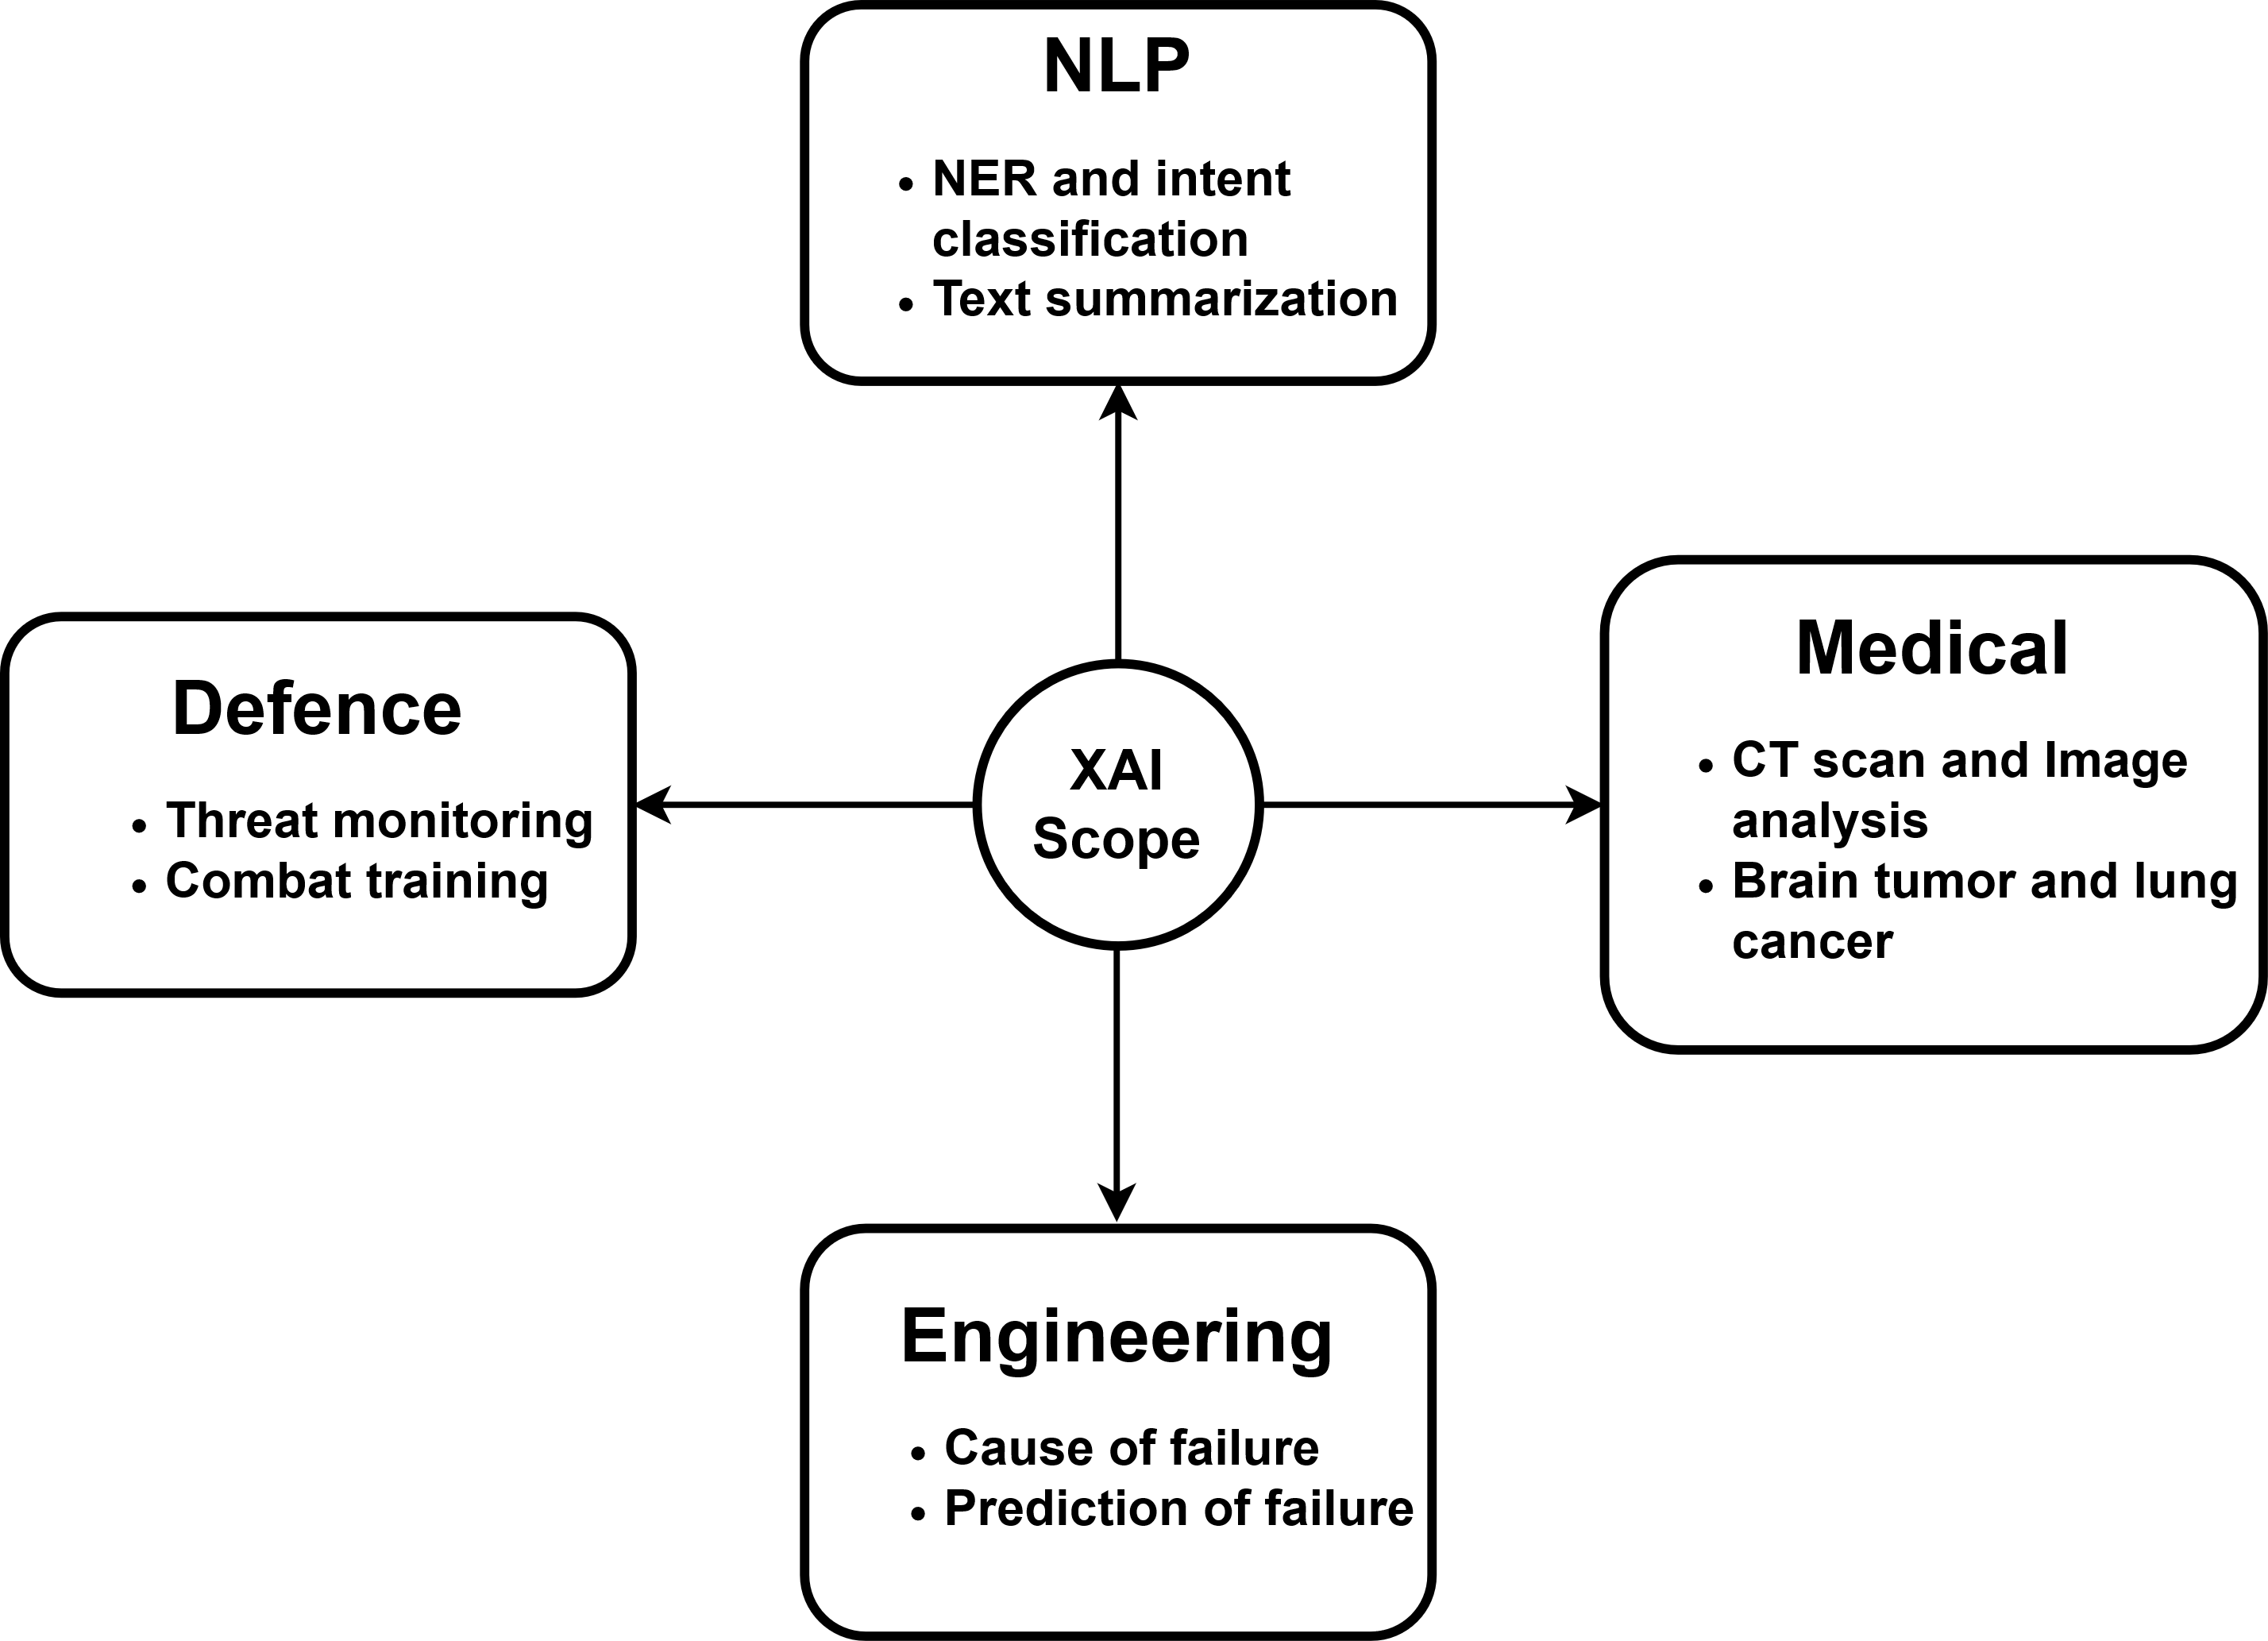 NLP
• NER and intent
classification
• Text summarization
Defence
• Threat monitoring
• Combat training
XAI
Scope
Medical
• CT scan and Image
analysis
• Brain tumor and lung
cancer
Engineering
• Cause of failure
• Prediction of failure